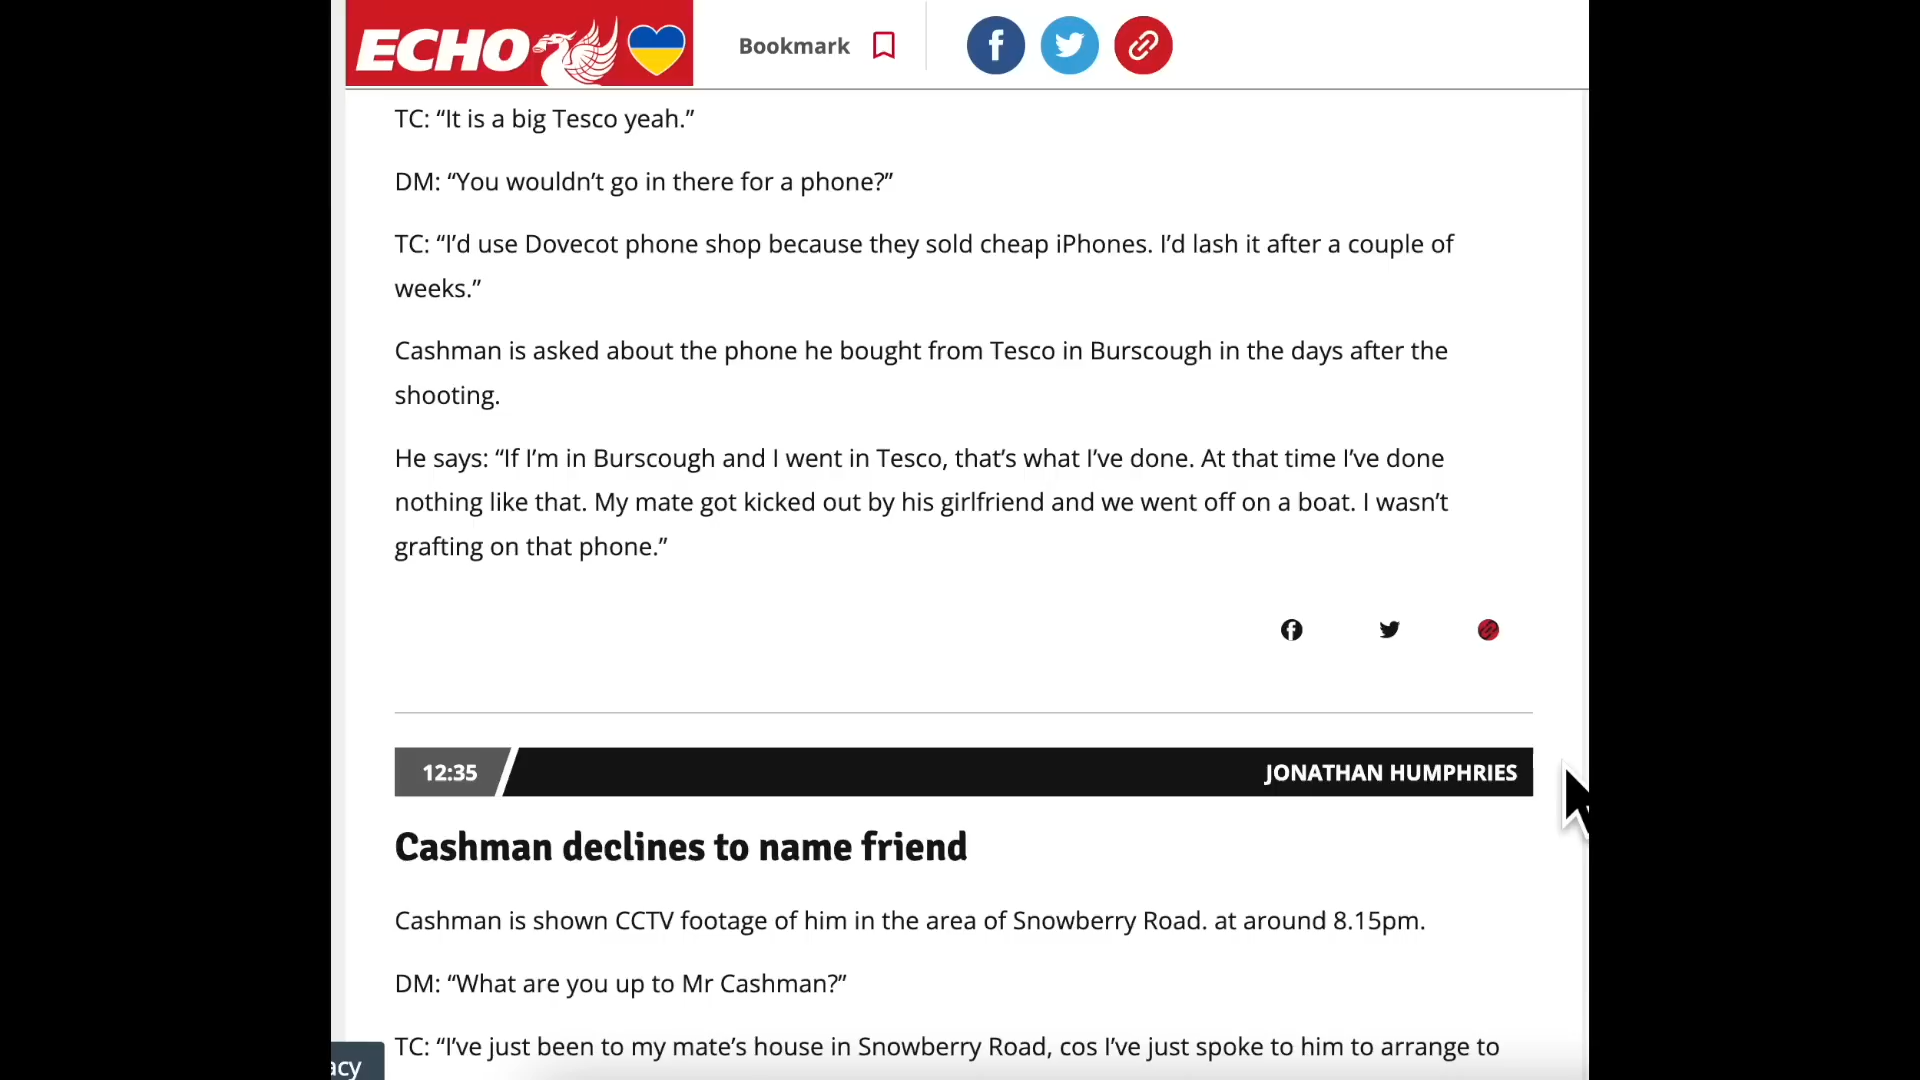 ECHO
Bookmark
TC: “It is a big Tesco yeah.”
DM: “You wouldn’t go in there for a phone?”
TC: “I’d use Dovecot phone shop because they sold cheap iPhones. I’d lash it after a couple of
weeks.”
Cashman is asked about the phone he bought from Tesco in Burscough in the days after the
shooting.
He says: “If I’m in Burscough and I went in Tesco, that’s what I’ve done. At that time I’ve done
nothing like that. My mate got kicked out by his girlfriend and we went off on a boat. I wasn’t
grafting on that phone.”
12:35
JONATHAN HUMPHRIES
Cashman declines to name friend
Cashman is shown CCTV footage of him in the area of Snowberry Road. at around 8.15pm.
DM: “What are you up to Mr Cashman?”
TC: “I’ve just been to my mate’s house in Snowberry Road, cos I’ve just spoke to him to arrange to
acy